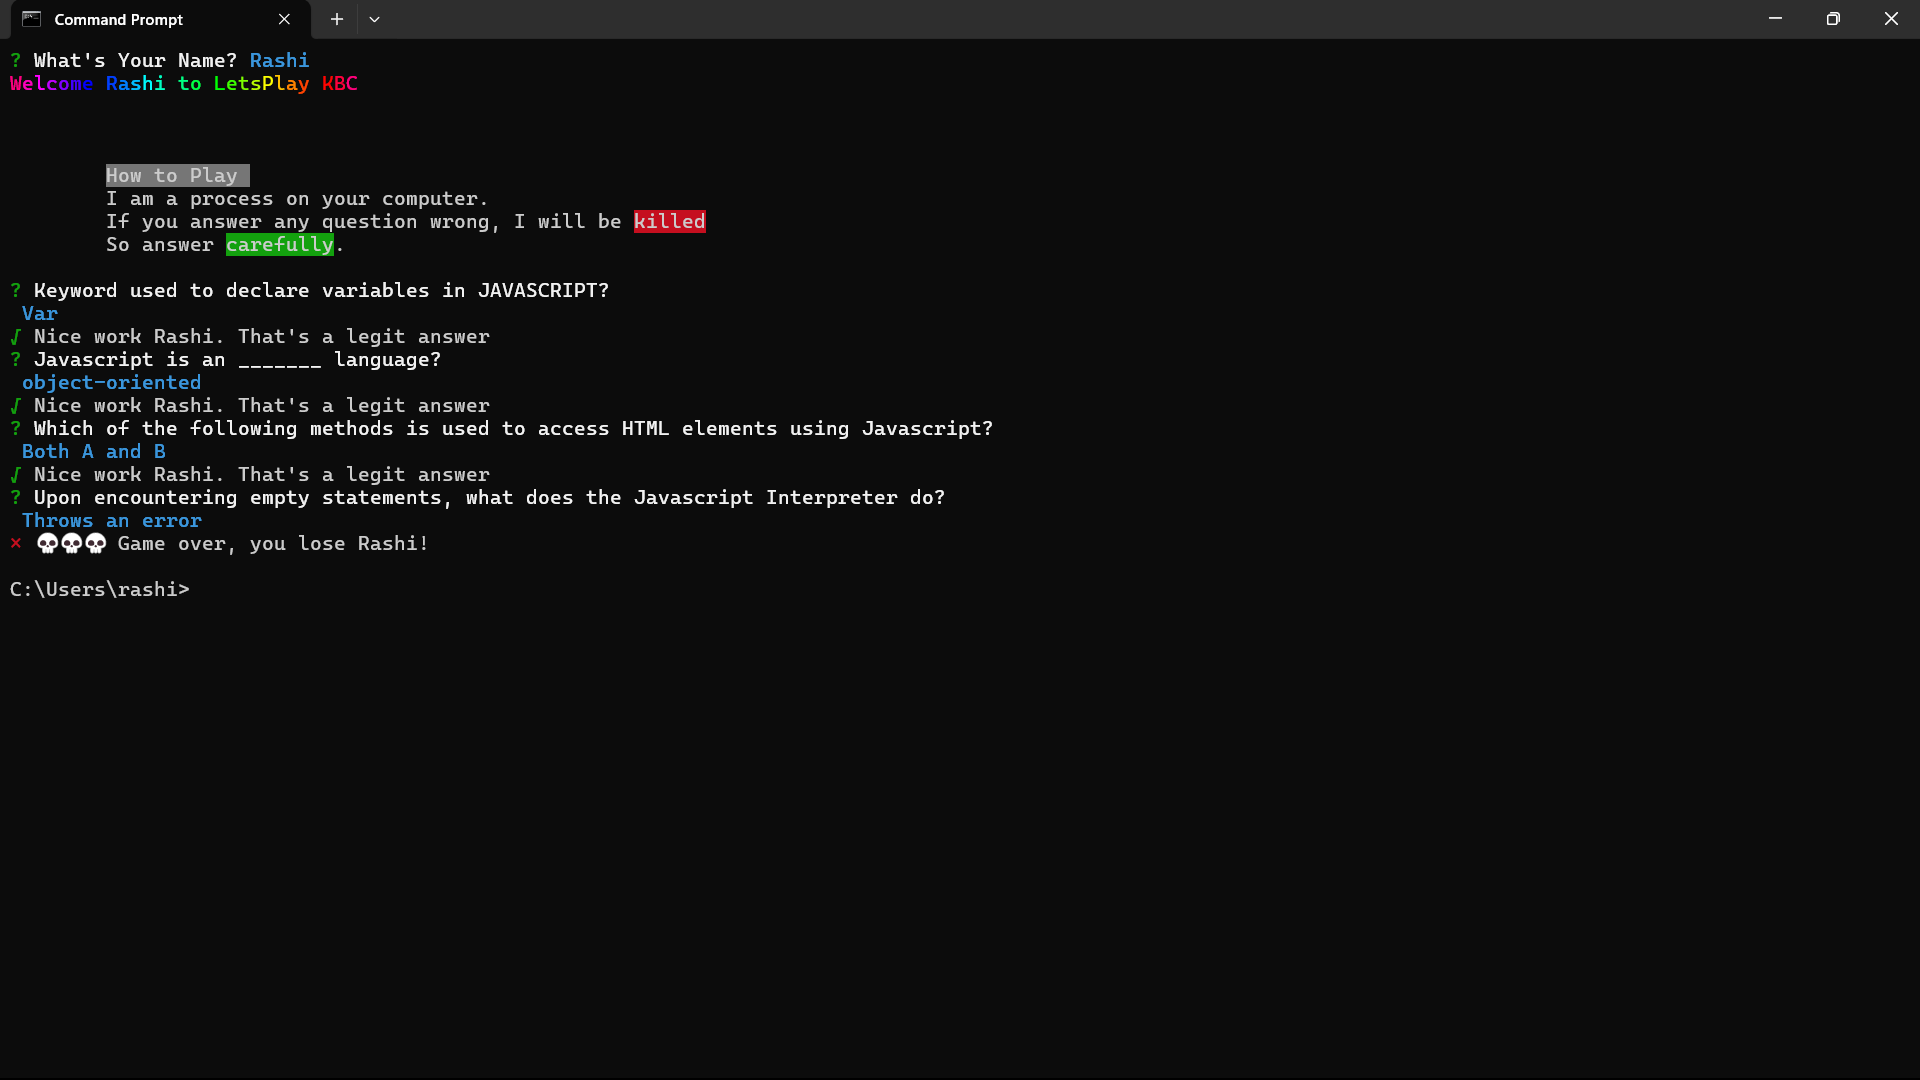 Command Prompt
? What's Your Name? Rashi
Welcome Rashi to LetsPlay KBC
How to Play
I am a process on your computer.
If you answer any question wrong, I will be killed
So answer carefully.
? Keyword used to declare variables in JAVASCRIPT?
Var
√ Nice work Rashi. That's a legit answer
? Javascript is an _______ language?
object-oriented
√ Nice work Rashi. That's a legit answer
? Which of the following methods is used to access HTML elements using Javascript?
Both A and B
√ Nice work Rashi. That's a legit answer
? Upon encountering empty statements, what does the Javascript Interpreter do?
Throws an error
× 💀💀💀 Game over, you lose Rashi!
C:\Users\rashi>